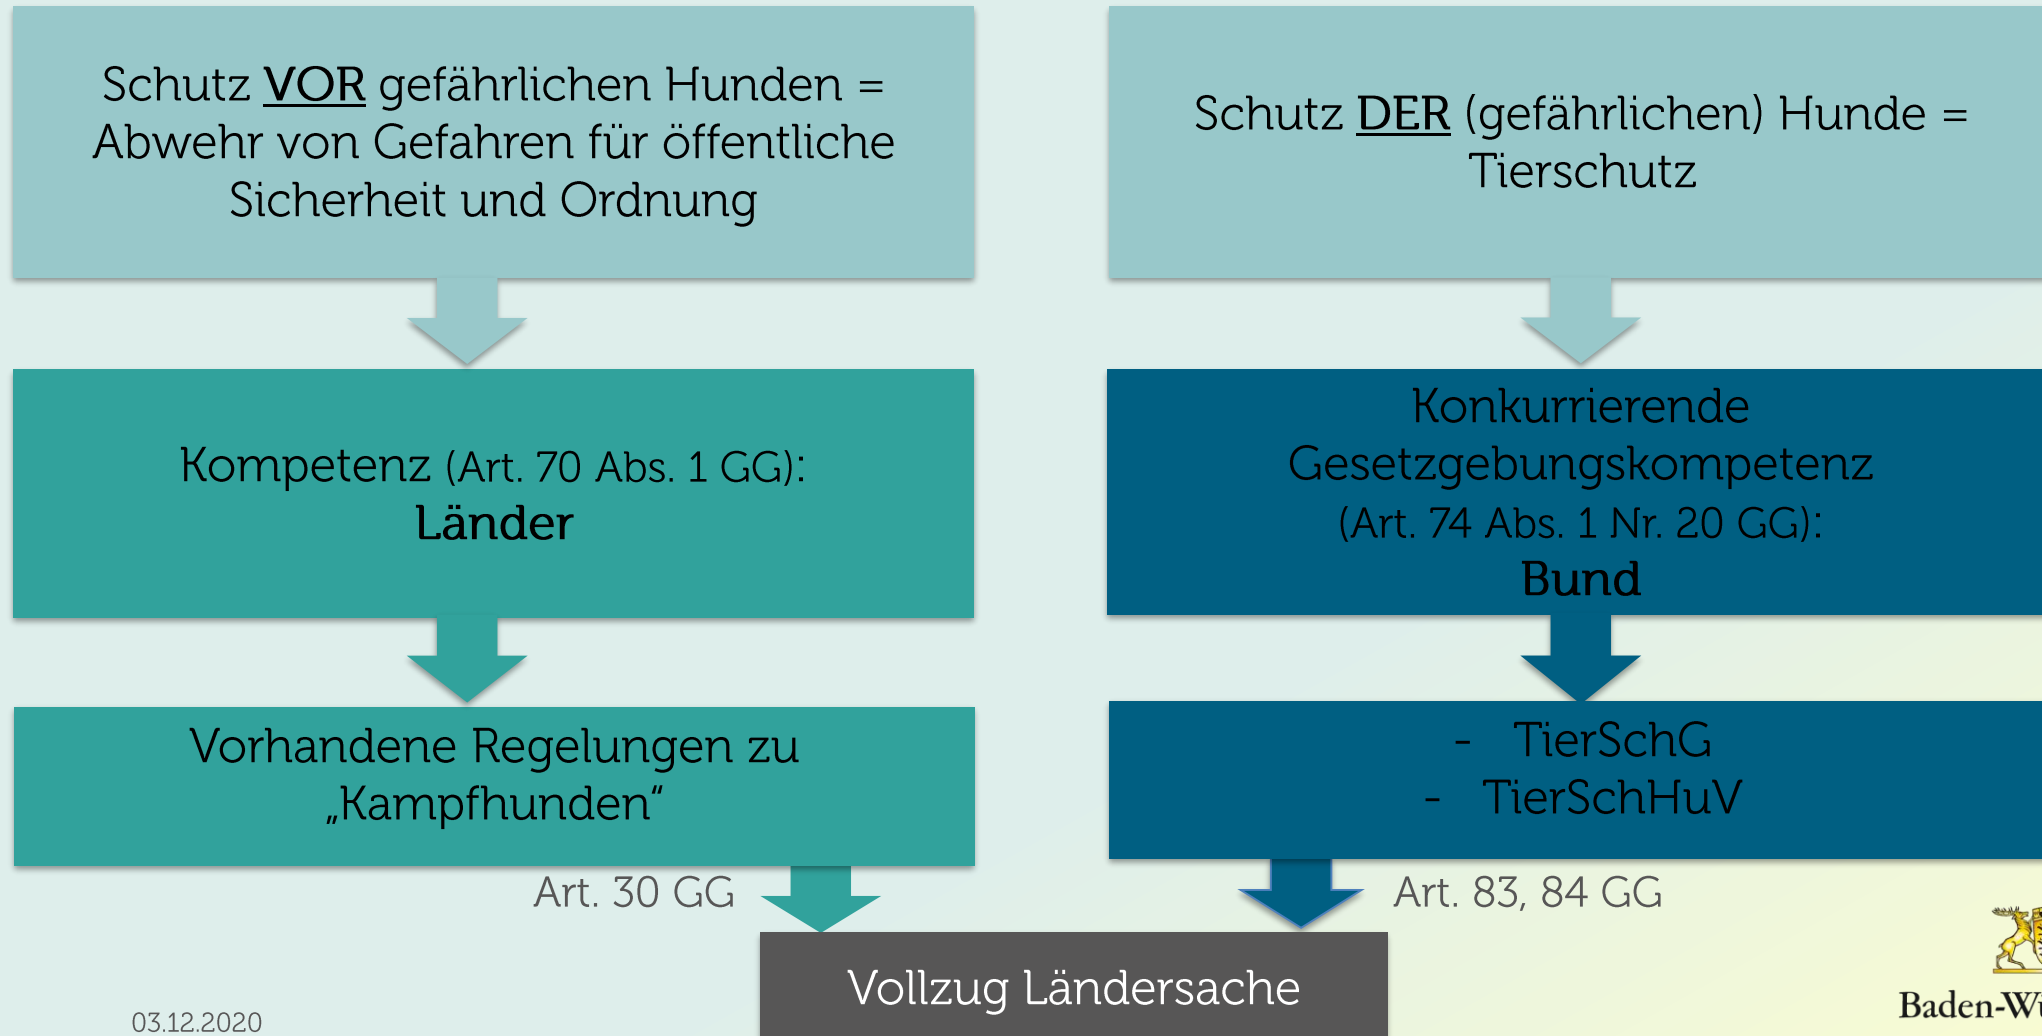 Schutz VOR gefährlichen Hunden =
Abwehr von Gefahren für öffentliche
Sicherheit und Ordnung
Schutz DER (gefährlichen) Hunde =
Tierschutz
Kompetenz (Art. 70 Abs. 1 GG):
Länder
Konkurrierende
Gesetzgebungskompetenz
(Art. 74 Abs. 1 Nr. 20 GG):
Bund
Vorhandene Regelungen zu
„Kampfhunden“
- TierSchG
- TierSchHuV
Art. 30 GG
Art. 83, 84 GG
Vollzug Ländersache
03.12.2020